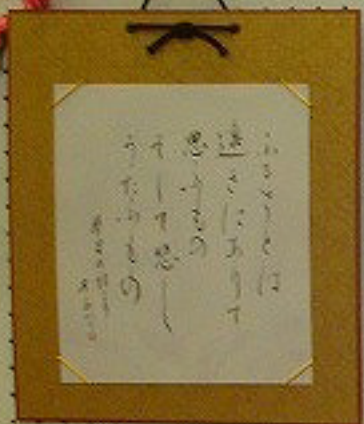 ふるさとは
遠きにありて
思ふもの
そして悲し
うたふもの